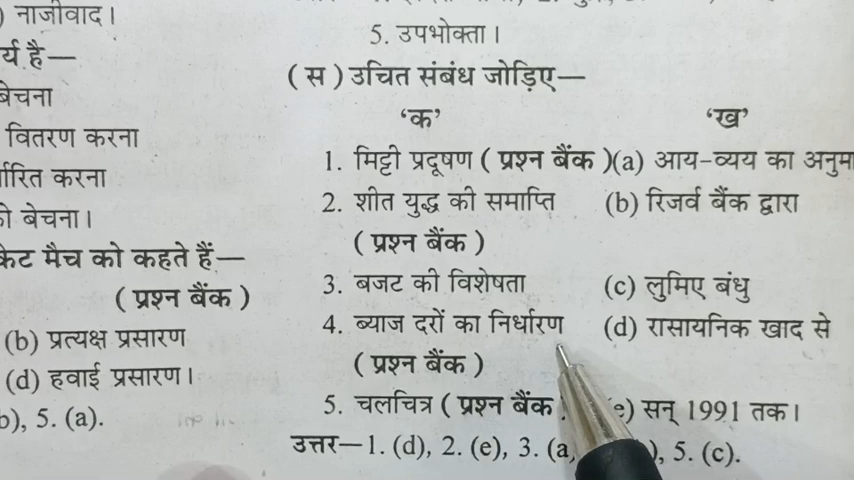 नाजीवाद।
र्य है—
बेचना
वितरण करना
र्धारित करना
ो बेचना।
केट मैच को कहते हैं—
( प्रश्न बैंक )
(b) प्रत्यक्ष प्रसारण
(d) हवाई प्रसारण।
b), 5. (a).
5. उपभोक्ता।
( स ) उचित संबंध जोड़िए—
‘क’ ‘ख’
1. मिट्टी प्रदूषण ( प्रश्न बैंक ) (a) आय-व्यय का अनुमा
2. शीत युद्ध की समाप्ति (b) रिजर्व बैंक द्वारा
( प्रश्न बैंक )
3. बजट की विशेषता (c) लुमिए बंधु
4. ब्याज दरों का निर्धारण (d) रासायनिक खाद से
( प्रश्न बैंक )
5. चलचित्र ( प्रश्न बैंक (e) सन् 1991 तक।
उत्तर—1. (d), 2. (e), 3. (a, ), 5. (c).